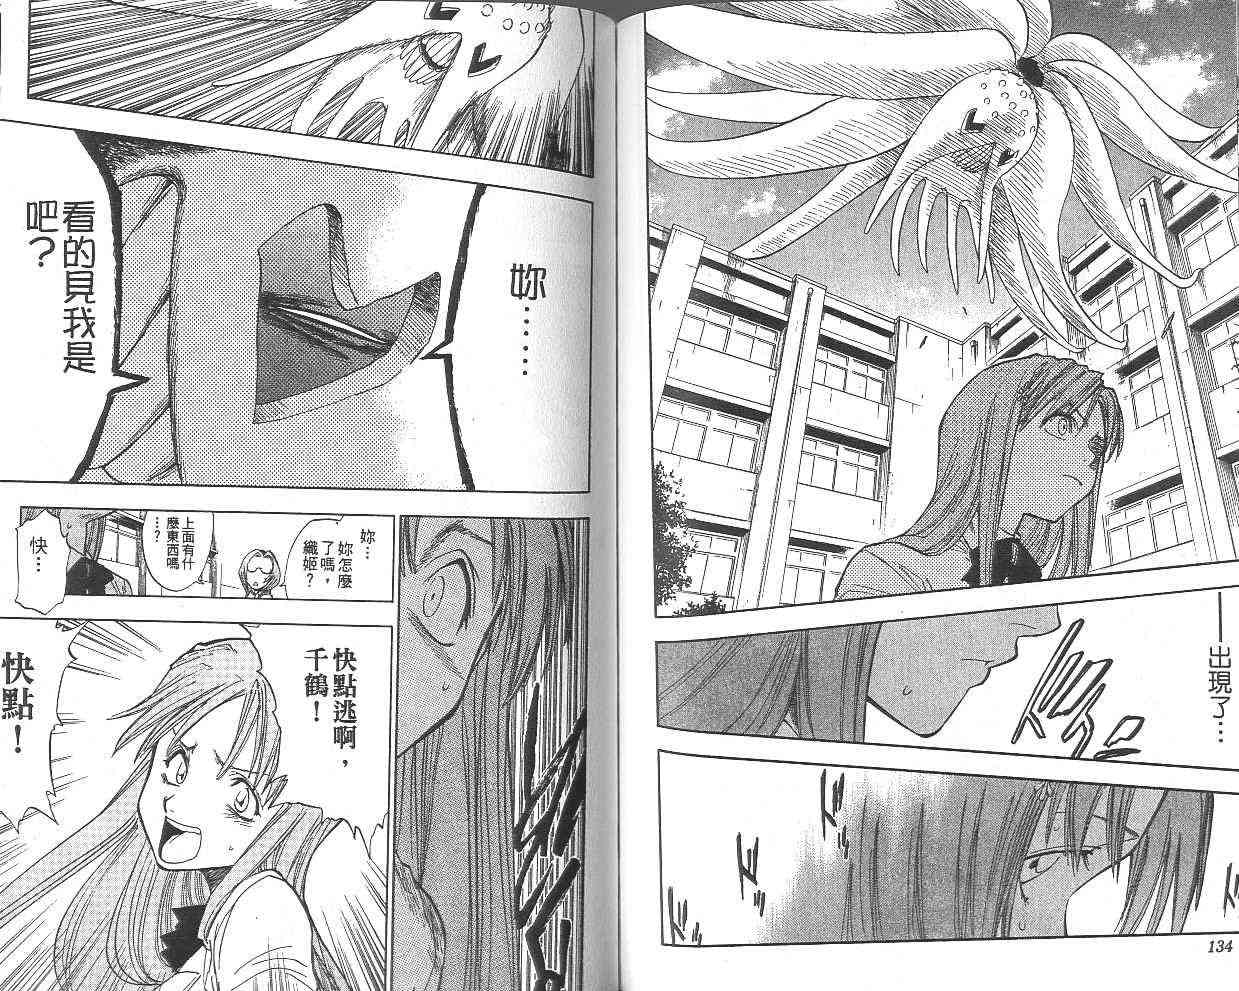 ──出現了…
134
妳……
看的見我是
吧？
妳…
妳怎麼
了嗎，
織姬？
上面有什
麼東西嗎
…？
快…
快點逃啊，
千鶴！
快點！